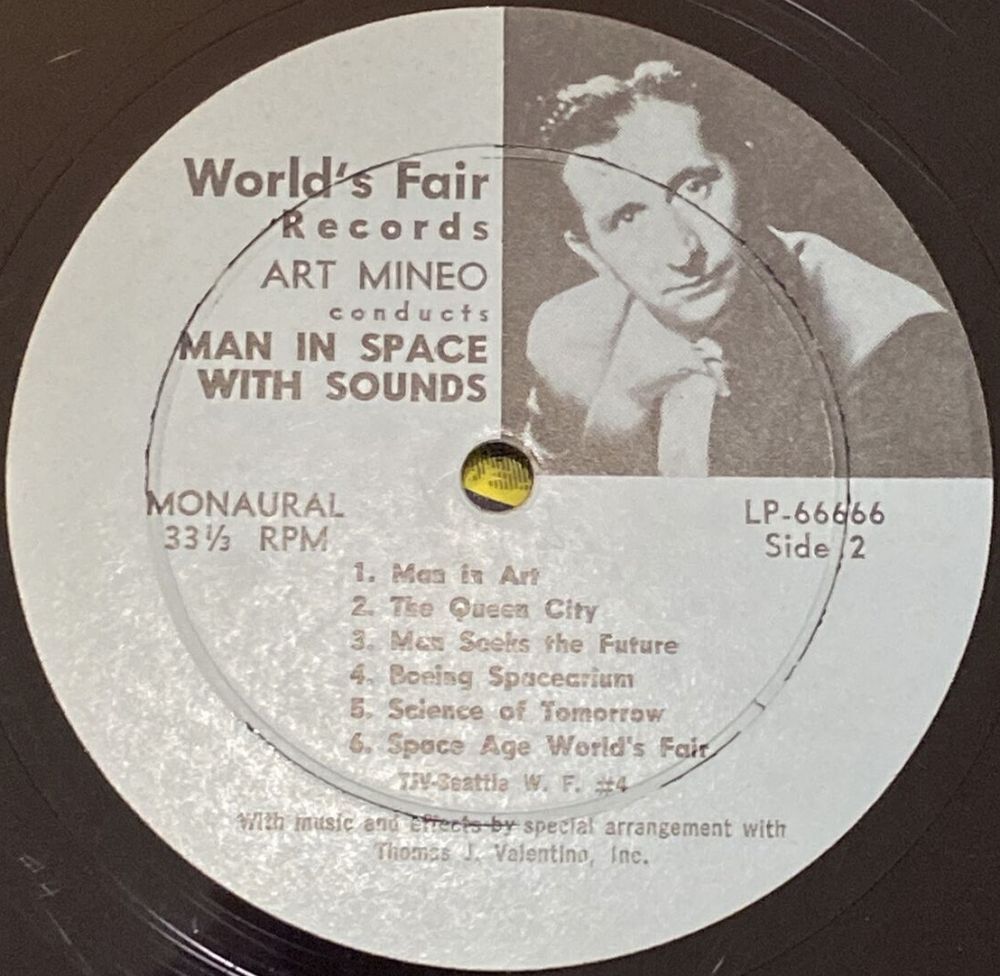 World's Fair
Records
ART MINEO
conducts
MAN IN SPACE
WITH SOUNDS
MONAURAL
33⅓ RPM
LP-66666
Side 2
1. Man in Art
2. The Queen City
3. Man Seeks the Future
4. Boeing Spacearium
5. Science of Tomorrow
6. Space Age World's Fair
TJV-Seattle W. F. #4
With music and effects by special arrangement with
Thomas J. Valentino, Inc.